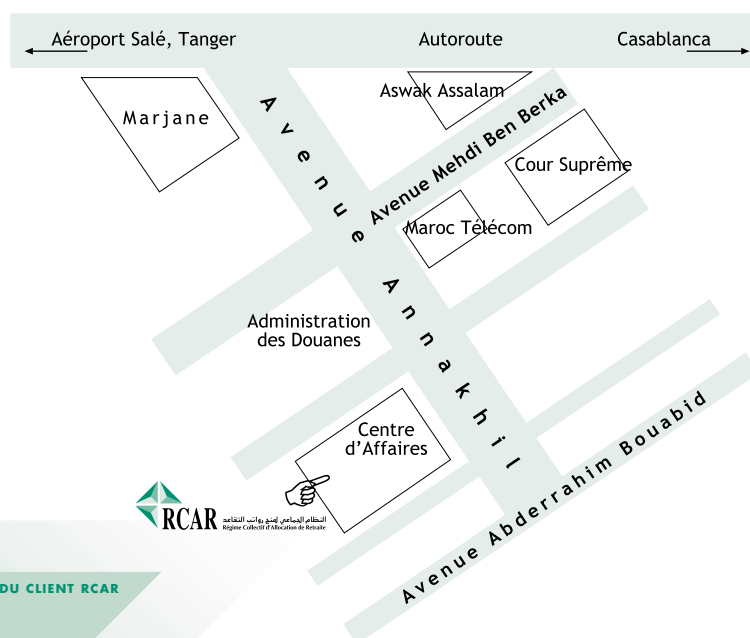 Aéroport Salé, Tanger
Autoroute
Casablanca
Marjane
Aswak Assalam
Avenue Mehdi Ben Berka
Cour Suprême
Maroc Télécom
Avenue Annakhil
Administration
des Douanes
Centre
d'Affaires
RCAR
النظام الجماعي لمنح رواتب التقاعد
Régime Collectif d'Allocation de Retraite
Avenue Abderrahim Bouabid
DU CLIENT RCAR